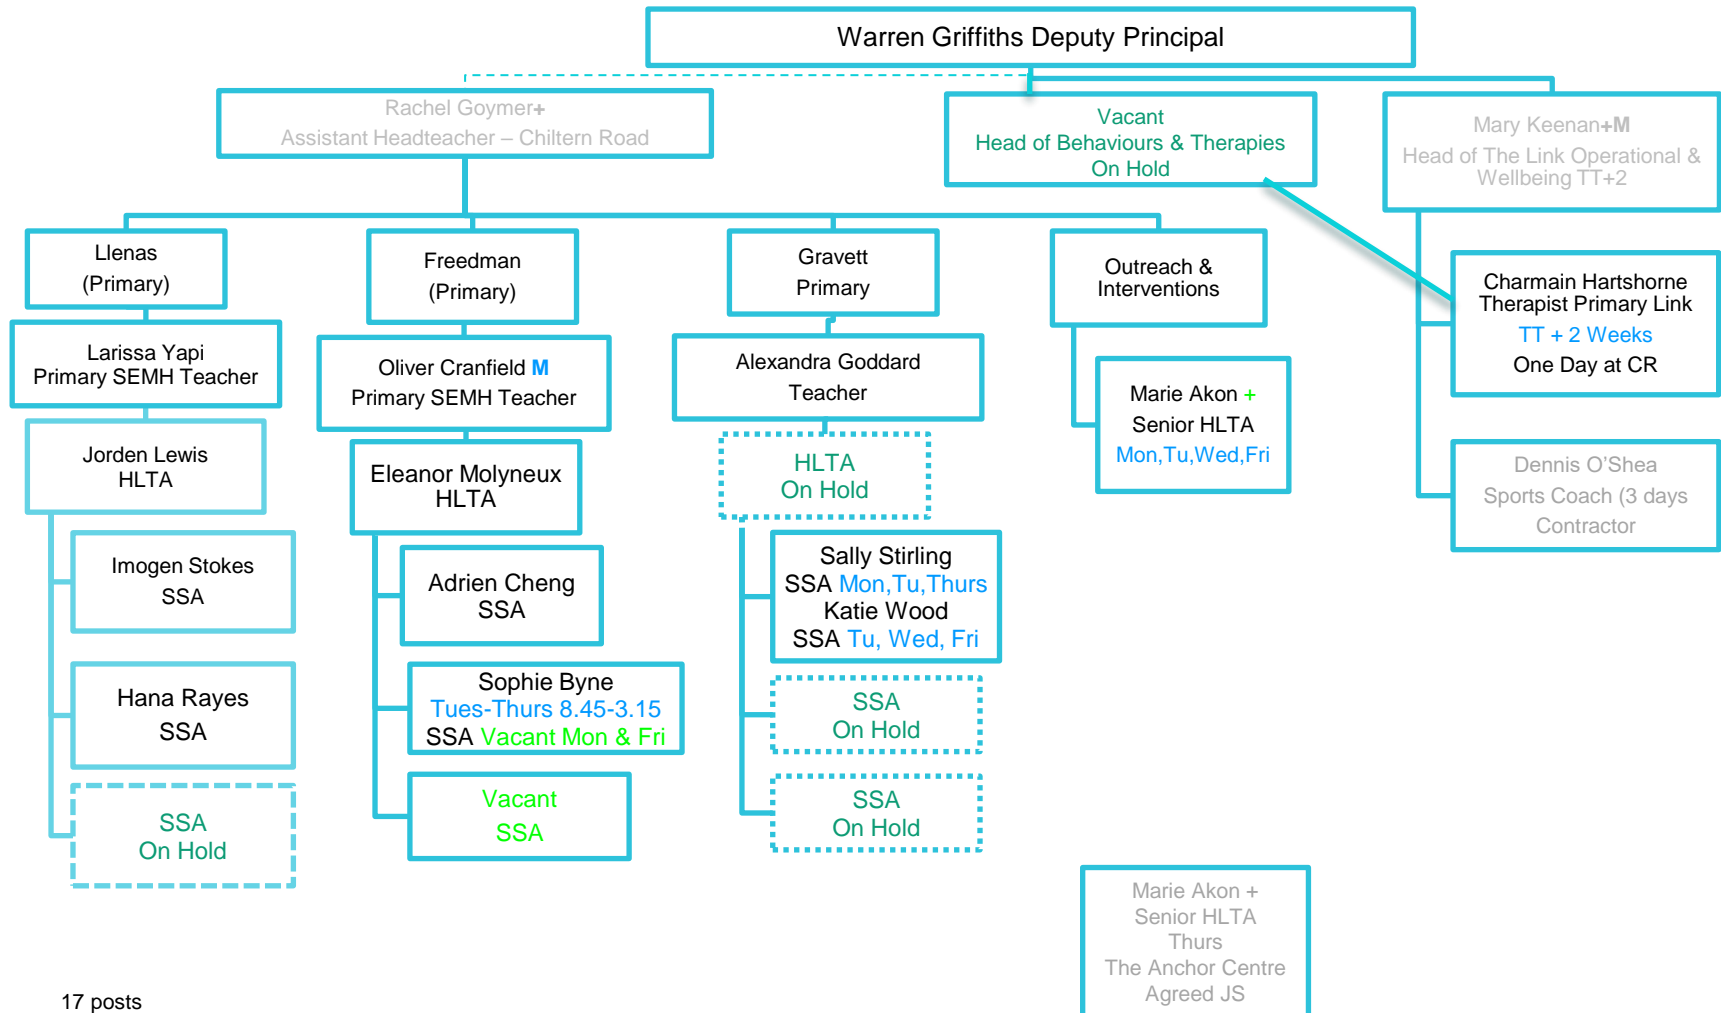 Warren Griffiths Deputy Principal
Rachel Goymer+
Assistant Headteacher – Chiltern Road
Vacant
Head of Behaviours & Therapies
On Hold
Mary Keenan+M
Head of The Link Operational &
Wellbeing TT+2
Llenas
(Primary)
Freedman
(Primary)
Gravett
Primary
Outreach &
Interventions
Charmain Hartshorne
Therapist Primary Link
TT + 2 Weeks
One Day at CR
Larissa Yapi
Primary SEMH Teacher
Oliver Cranfield M
Primary SEMH Teacher
Alexandra Goddard
Teacher
Marie Akon +
Senior HLTA
Mon,Tu,Wed,Fri
Jorden Lewis
HLTA
Eleanor Molyneux
HLTA
HLTA
On Hold
Dennis O'Shea
Sports Coach (3 days
Contractor
Imogen Stokes
SSA
Adrien Cheng
SSA
Sally Stirling
SSA Mon,Tu,Thurs
Katie Wood
SSA Tu, Wed, Fri
Hana Rayes
SSA
Sophie Byne
Tues-Thurs 8.45-3.15
SSA Vacant Mon & Fri
SSA
On Hold
SSA
On Hold
Vacant
SSA
SSA
On Hold
Marie Akon +
Senior HLTA
Thurs
The Anchor Centre
Agreed JS
17 posts